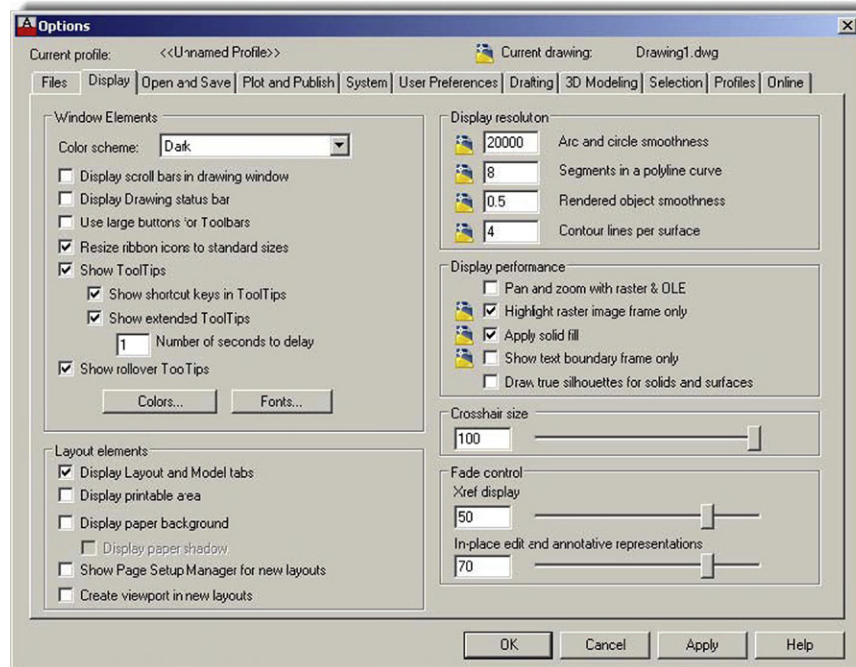 Options
Current profile: <<Unnamed Profile>> Current drawing: Drawing1.dwg
Files Display Open and Save Plot and Publish System User Preferences Drafting 3D Modeling Selection Profiles Online
Window Elements
Color scheme: Dark
Display scroll bars in drawing window
Display Drawing status bar
Use large buttons for Toolbars
Resize ribbon icons to standard sizes
Show ToolTips
Show shortcut keys in ToolTips
Show extended ToolTips
1 Number of seconds to delay
Show rollover ToolTips
Colors... Fonts...
Layout elements
Display Layout and Model tabs
Display printable area
Display paper background
Display paper shadow
Show Page Setup Manager for new layouts
Create viewport in new layouts
Display resolution
20000 Arc and circle smoothness
8 Segments in a polyline curve
0.5 Rendered object smoothness
4 Contour lines per surface
Display performance
Pan and zoom with raster & OLE
Highlight raster image frame only
Apply solid fill
Show text boundary frame only
Draw true silhouettes for solids and surfaces
Crosshair size
100
Fade control
Xref display
50
In-place edit and annotative representations
70
OK Cancel Apply Help